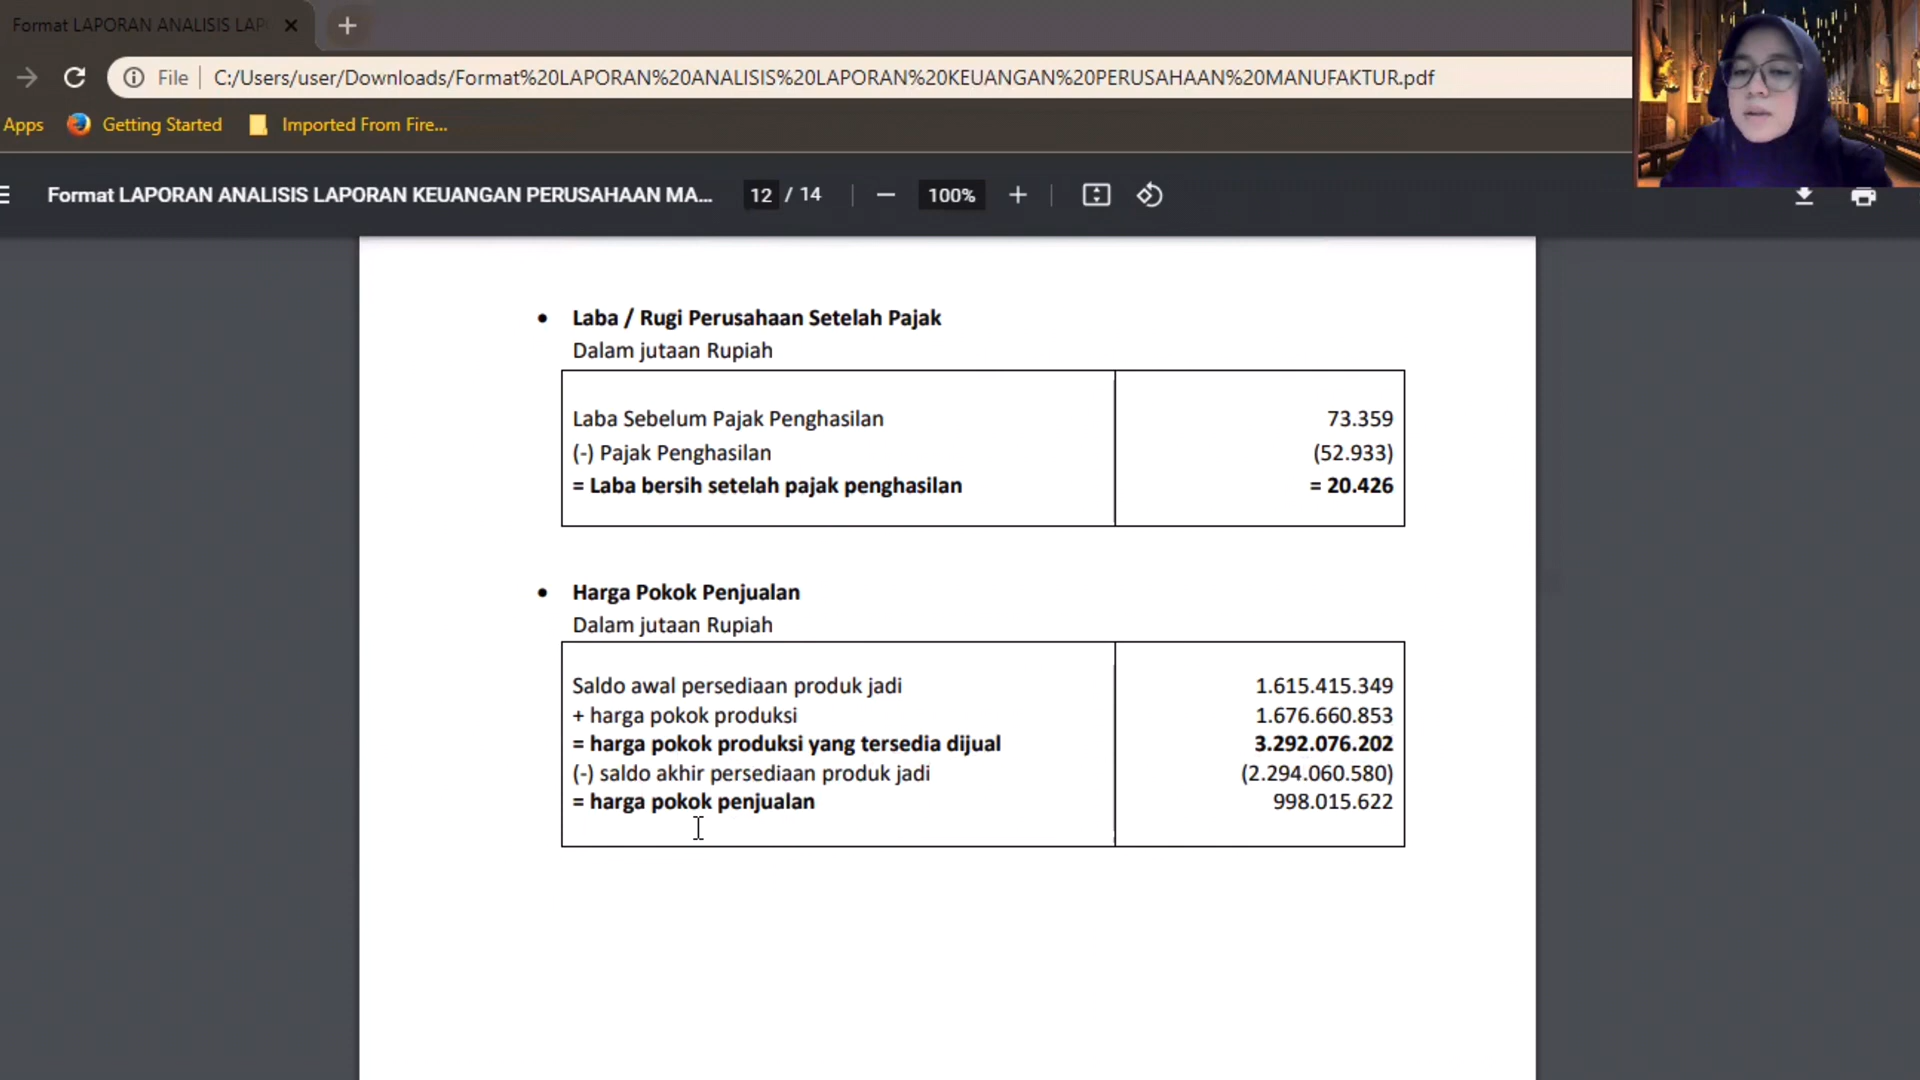 Format LAPORAN ANALISIS LAP
File
C:/Users/user/Downloads/Format%20LAPORAN%20ANALISIS%20LAPORAN%20KEUANGAN%20PERUSAHAAN%20MANUFAKTUR.pdf
Apps
Getting Started
Imported From Fire...
Format LAPORAN ANALISIS LAPORAN KEUANGAN PERUSAHAAN MA...
12 / 14
100%
• Laba / Rugi Perusahaan Setelah Pajak
Dalam jutaan Rupiah
Laba Sebelum Pajak Penghasilan 73.359
(-) Pajak Penghasilan (52.933)
= Laba bersih setelah pajak penghasilan = 20.426
• Harga Pokok Penjualan
Dalam jutaan Rupiah
Saldo awal persediaan produk jadi 1.615.415.349
+ harga pokok produksi 1.676.660.853
= harga pokok produksi yang tersedia dijual 3.292.076.202
(-) saldo akhir persediaan produk jadi (2.294.060.580)
= harga pokok penjualan 998.015.622